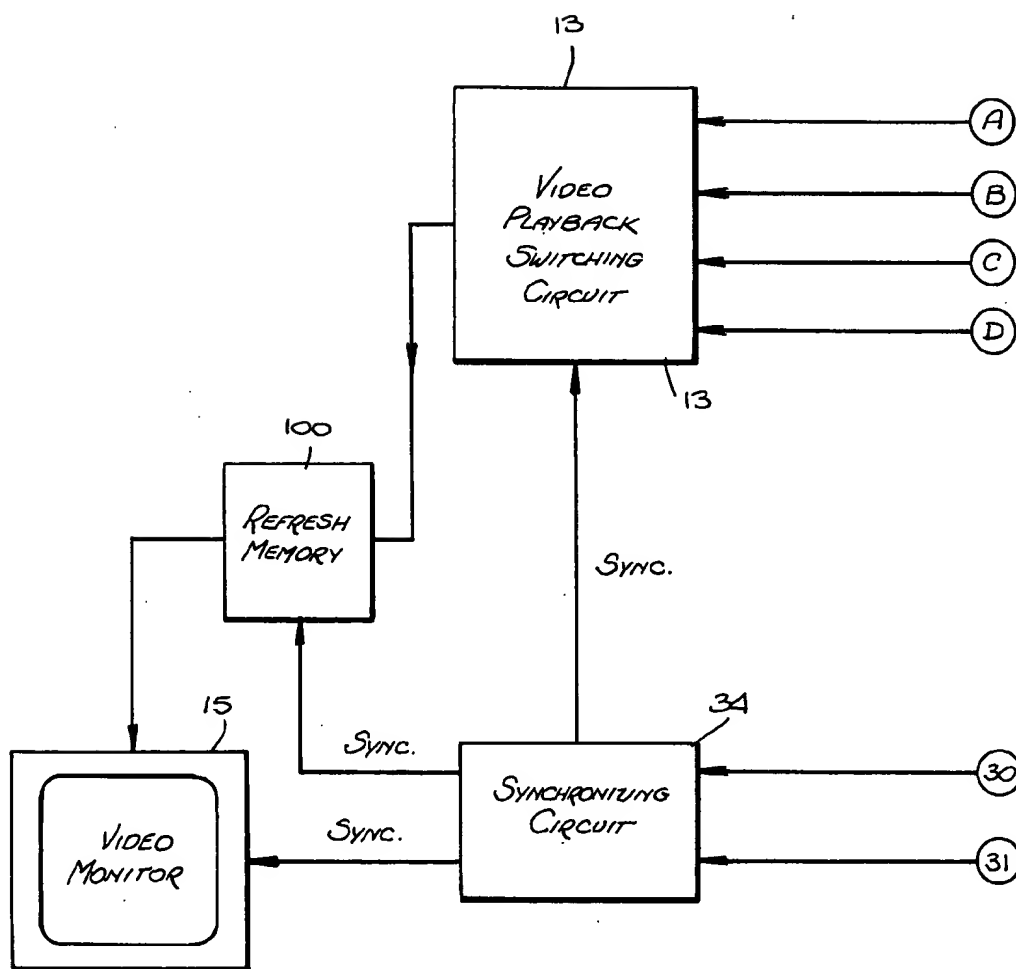 13
A
VIDEO
PLAYBACK
SWITCHING
CIRCUIT
B
C
D
13
100
REFRESH
MEMORY
SYNC.
15
34
SYNC.
SYNCHRONIZING
CIRCUIT
30
SYNC.
31
VIDEO
MONITOR